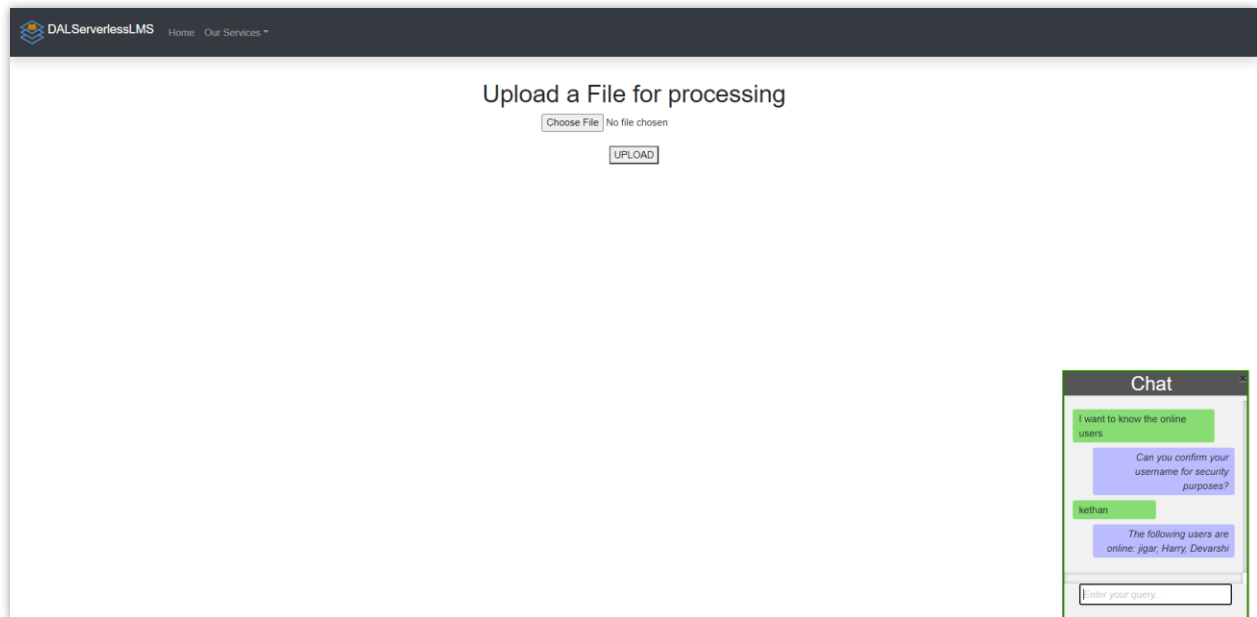 DALServerlessLMS Home Our Services
Upload a File for processing
Choose File No file chosen
UPLOAD
Chat
I want to know the online
users
Can you confirm your
username for security
purposes?
kethan
The following users are
online: jigar, Harry, Devarshi
Enter your query...